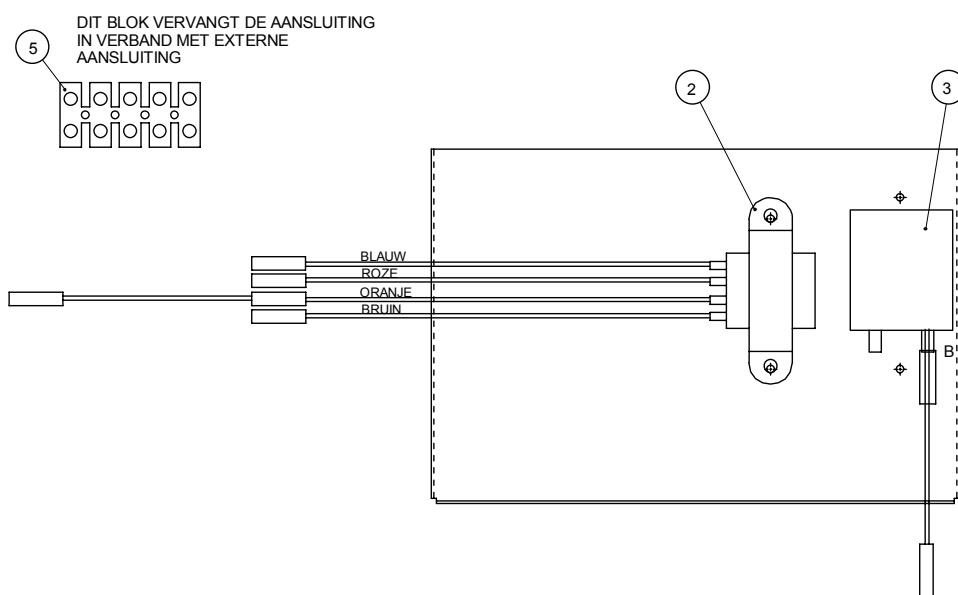 DIT BLOK VERVANGT DE AANSLUITING
IN VERBAND MET EXTERNE
AANSLUITING
5
2
3
BLAUW
ROZE
ORANJE
BRUIN
B